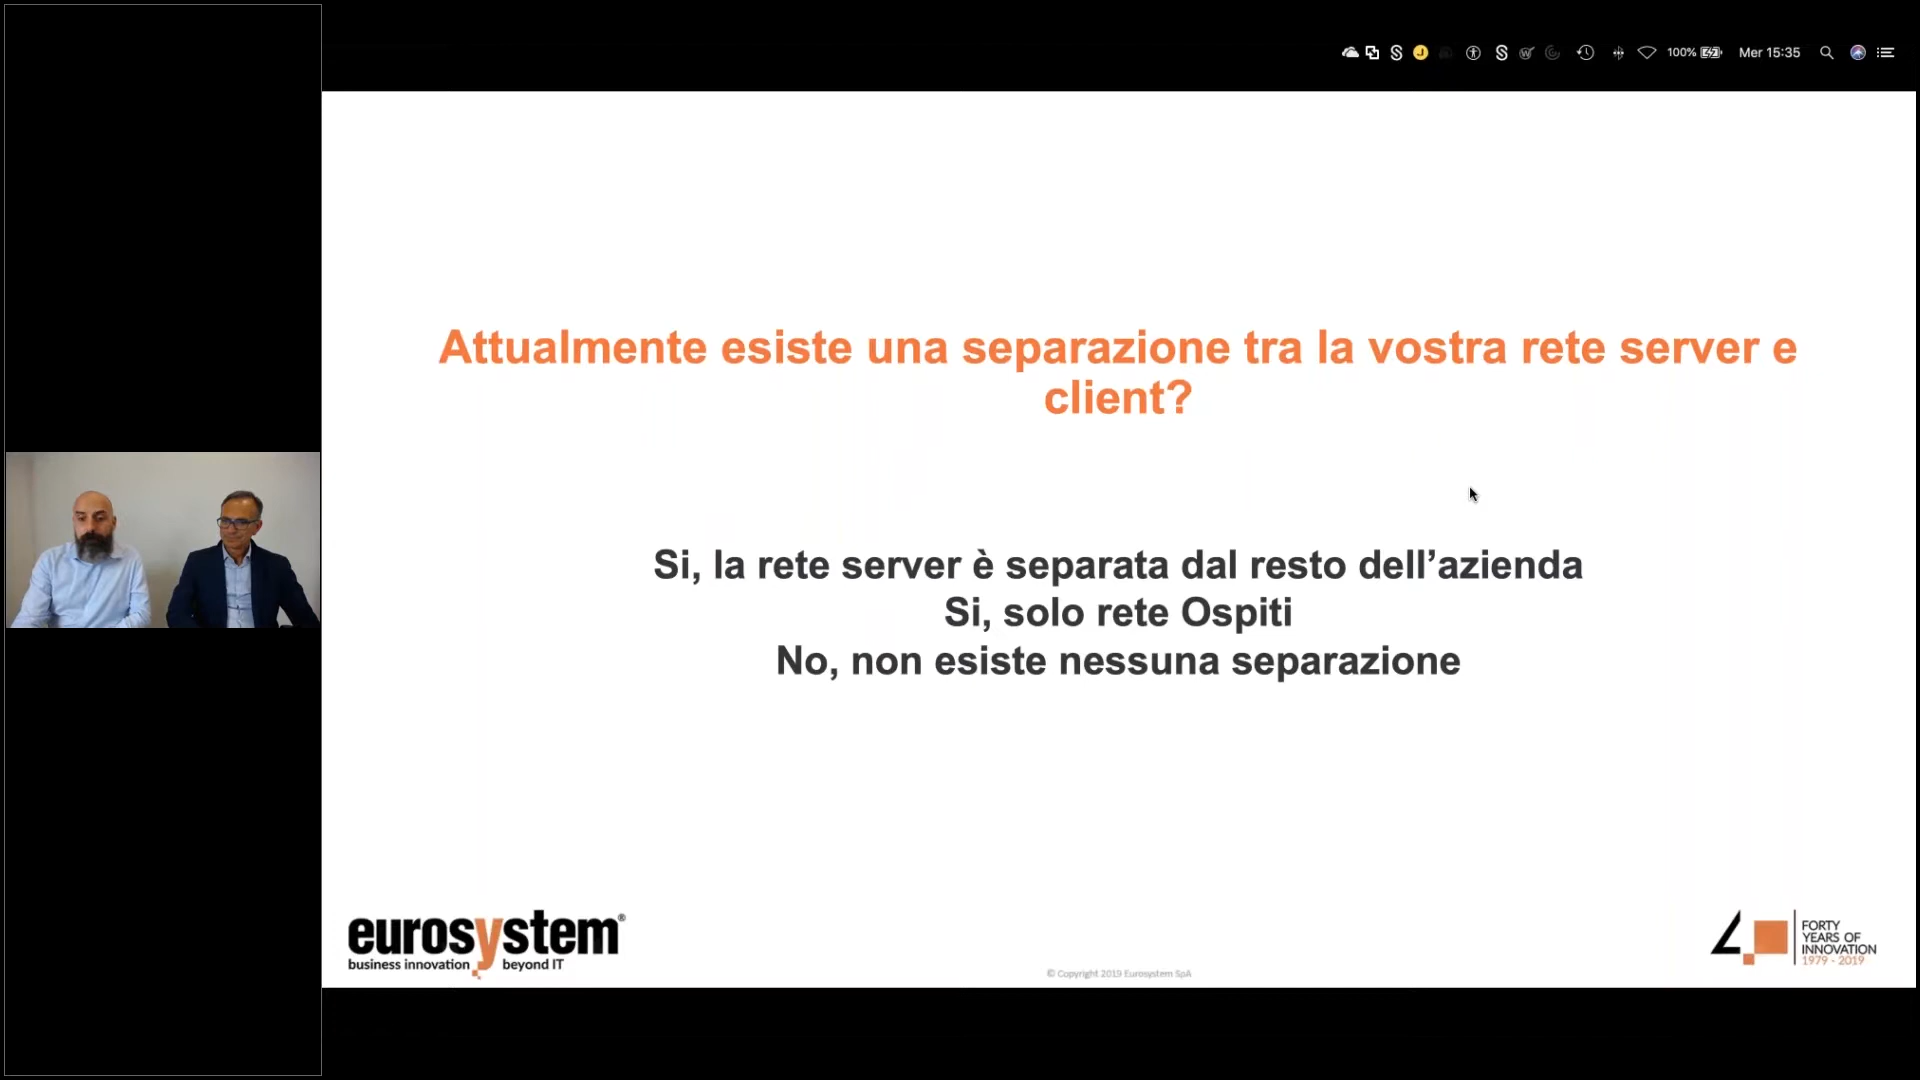 100%
Mer 15:35
Attualmente esiste una separazione tra la vostra rete server e
client?
Si, la rete server è separata dal resto dell’azienda
Si, solo rete Ospiti
No, non esiste nessuna separazione
eurosystem®
business innovation beyond IT
© Copyright 2019 Eurosystem SpA
40
FORTY
YEARS OF
INNOVATION
1979 - 2019